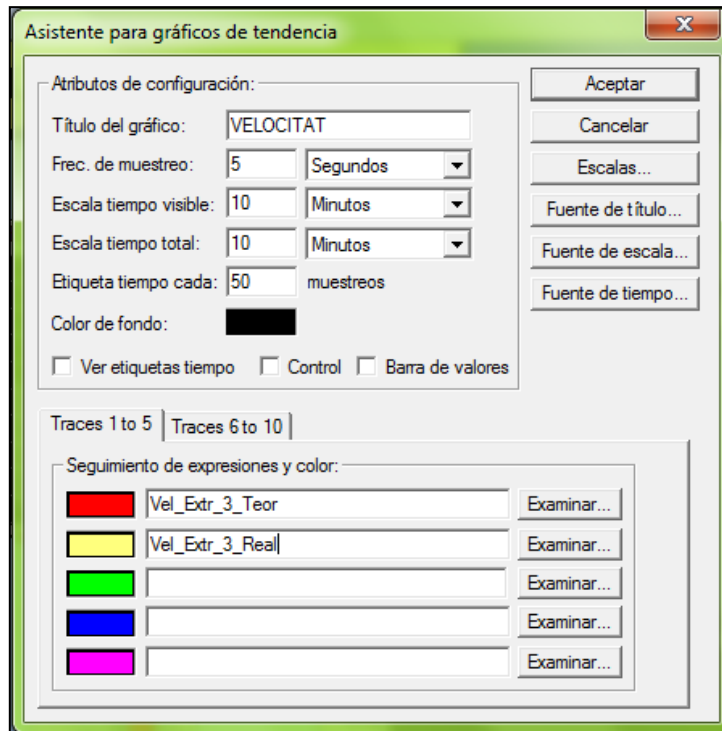 Asistente para gráficos de tendencia
Atributos de configuración:
Aceptar
Título del gráfico: VELOCITAT
Cancelar
Frec. de muestreo: 5 Segundos
Escalas...
Escala tiempo visible: 10 Minutos
Fuente de título...
Escala tiempo total: 10 Minutos
Fuente de escala...
Etiqueta tiempo cada: 50 muestreos
Fuente de tiempo...
Color de fondo:
Ver etiquetas tiempo Control Barra de valores
Traces 1 to 5 Traces 6 to 10
Seguimiento de expresiones y color:
Vel_Extr_3_Teor Examinar...
Vel_Extr_3_Real Examinar...
Examinar...
Examinar...
Examinar...